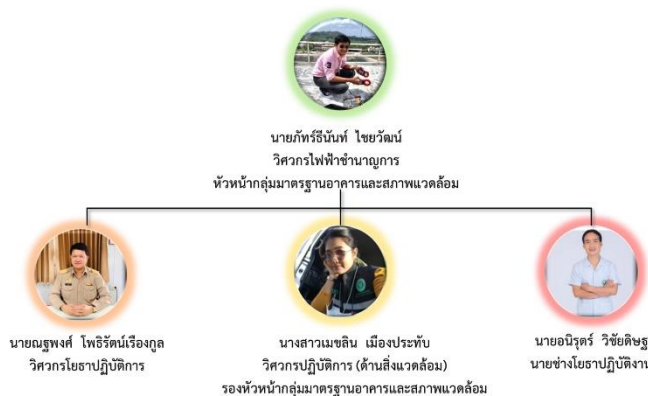 นายภัทร์ธีนันท์ ไชยวัฒน์
วิศวกรไฟฟ้าชำนาญการ
หัวหน้ากลุ่มมาตรฐานอาคารและสภาพแวดล้อม
นายณฐพงศ์ โพธิรัตน์เรืองกูล
วิศวกรโยธาปฏิบัติการ
นางสาวเมขลิน เมืองประทับ
วิศวกรปฏิบัติการ (ด้านสิ่งแวดล้อม)
รองหัวหน้ากลุ่มมาตรฐานอาคารและสภาพแวดล้อม
นายอนิรุตร์ วิชัยดิษฐ
นายช่างโยธาปฏิบัติงาน